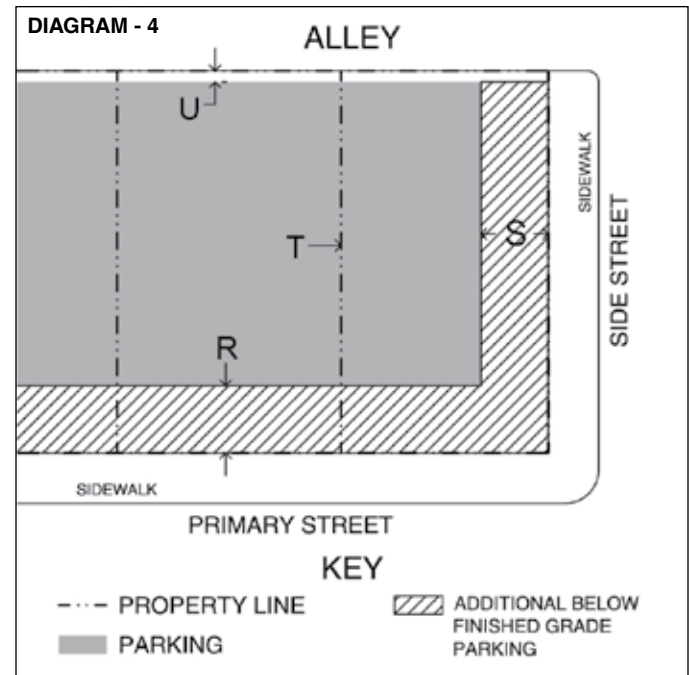 DIAGRAM - 4
ALLEY
U
SIDEWALK
SIDE STREET
S
T
R
SIDEWALK
PRIMARY STREET
KEY
PROPERTY LINE
PARKING
ADDITIONAL BELOW
FINISHED GRADE
PARKING